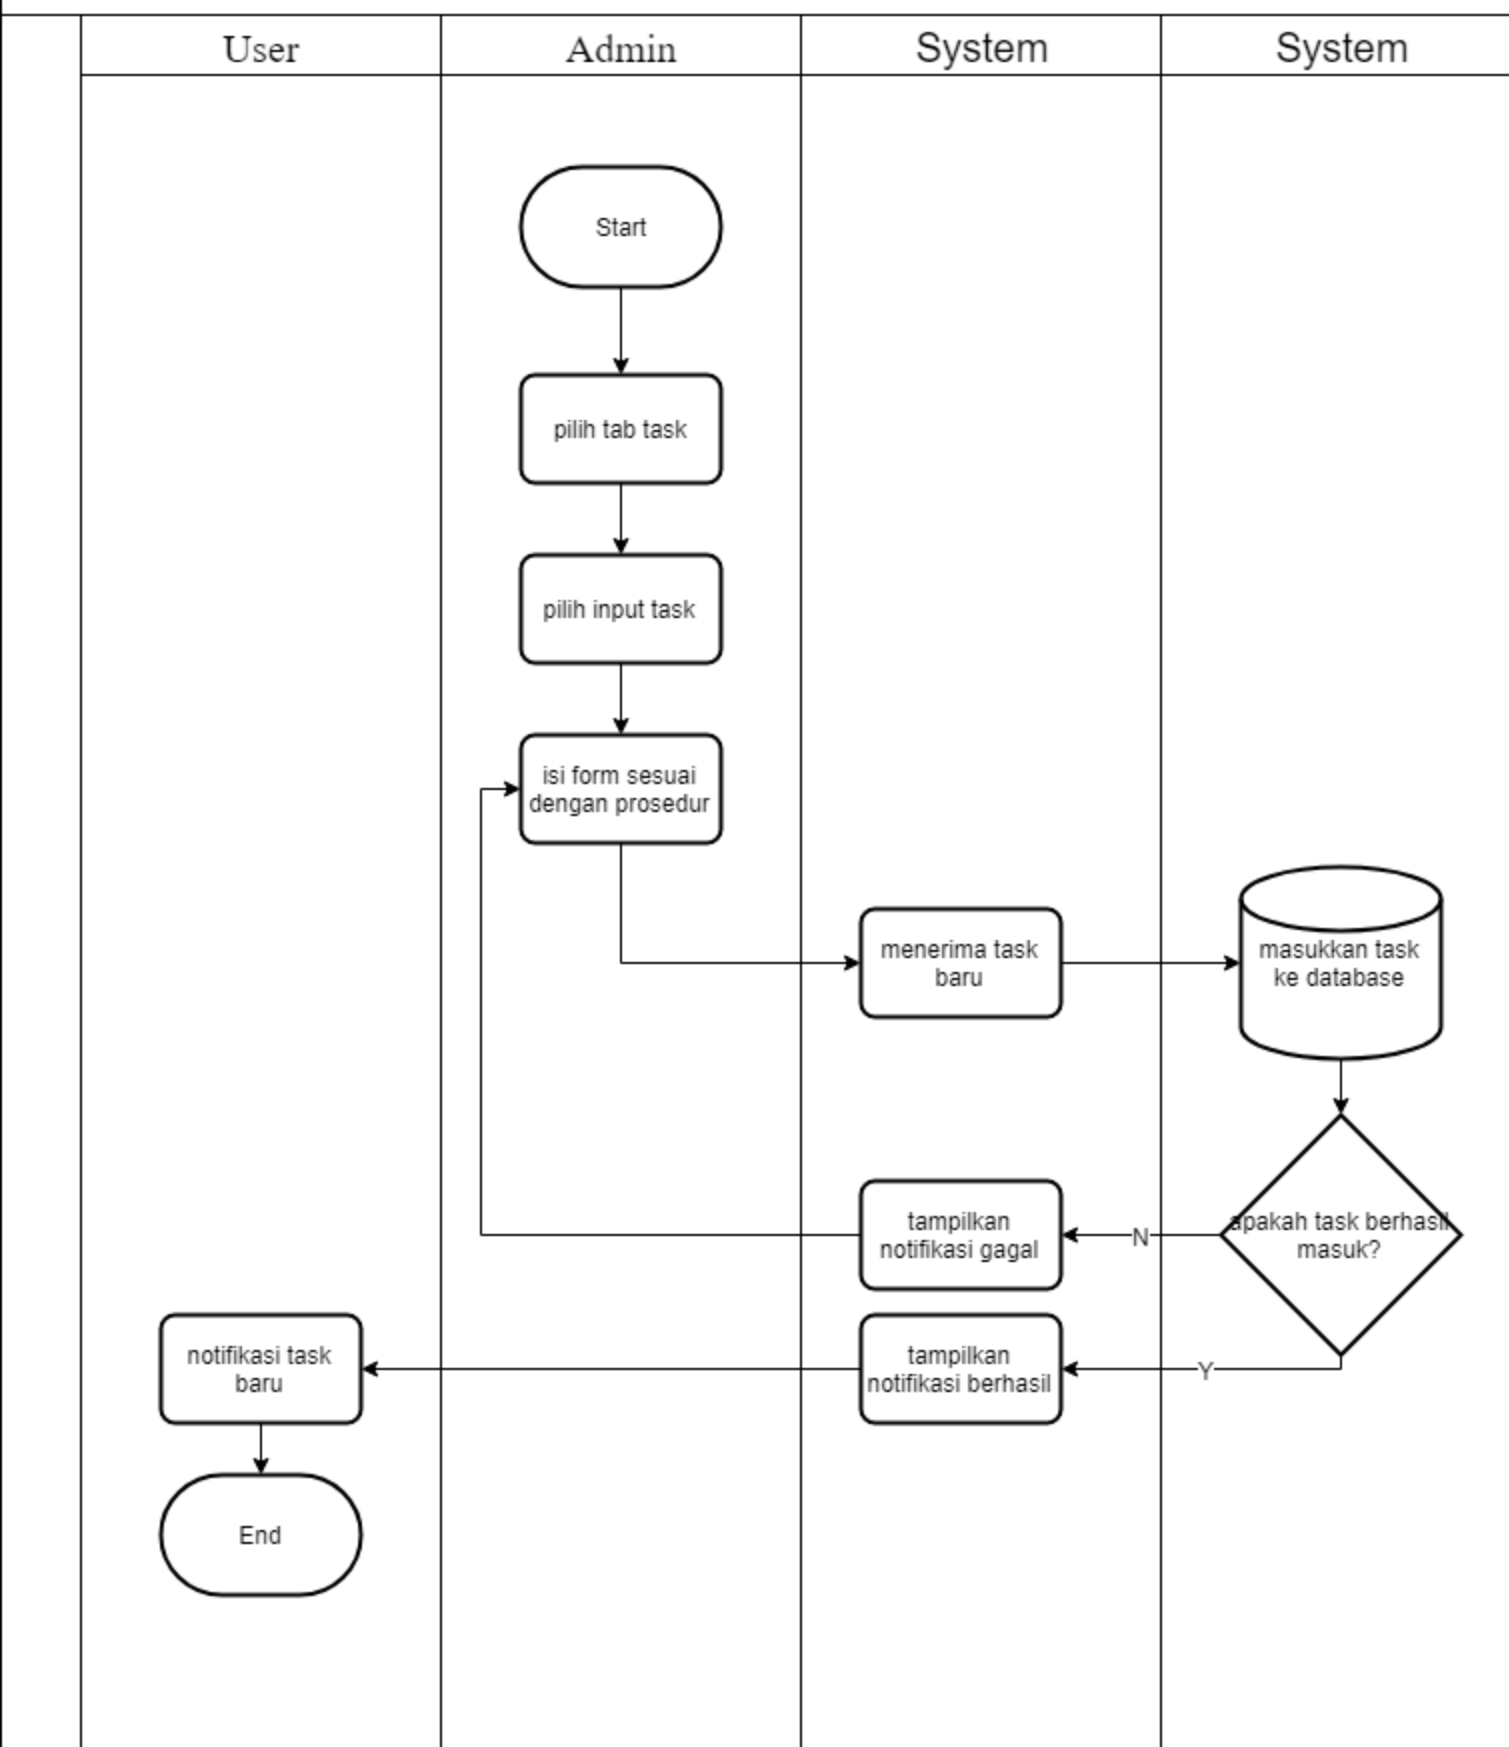 User
Admin
System
System
Start
pilih tab task
pilih input task
isi form sesuai
dengan prosedur
menerima task
baru
masukkan task
ke database
apakah task berhasil
masuk?
N
tampilkan
notifikasi gagal
Y
tampilkan
notifikasi berhasil
notifikasi task
baru
End